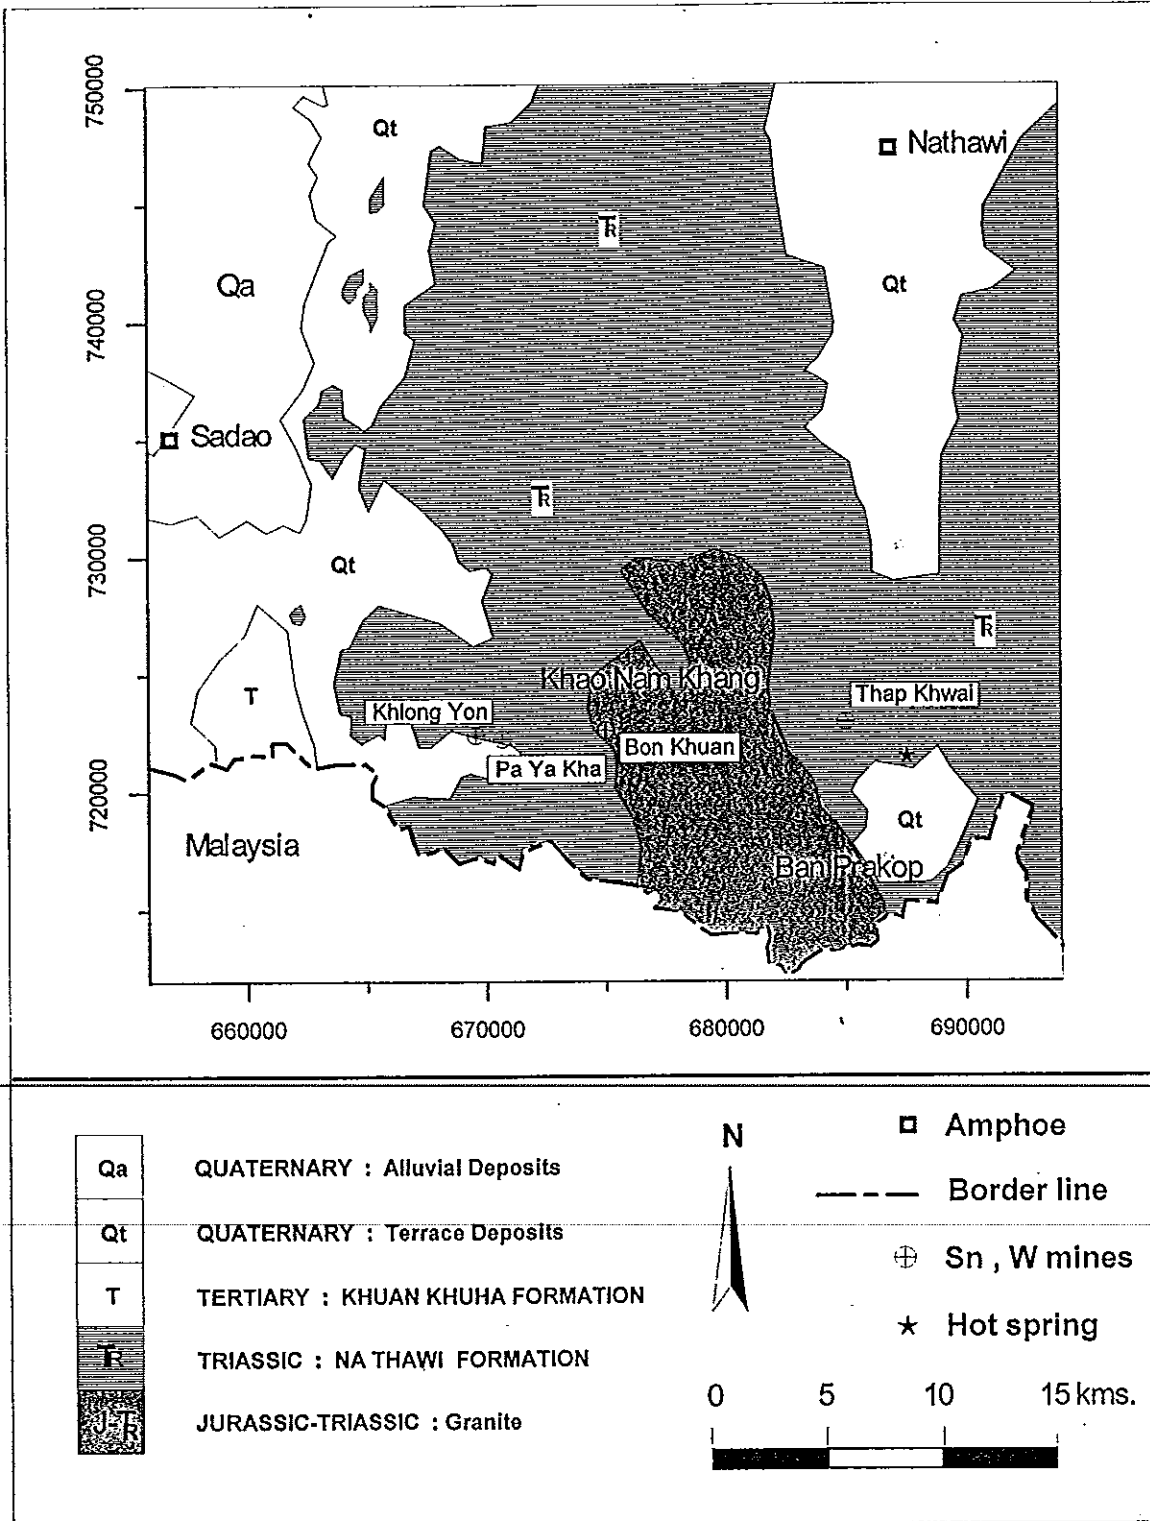 750000
740000
730000
720000
Qt
Nathawi
TR
Qa
Qt
Sadao
TR
Qt
TR
Khao Nam Khang
T
Thap Khwai
Khlong Yon
Bon Khuan
Pa Ya Kha
Qt
Malaysia
Ban Prakop
660000
670000
680000
690000
Qa QUATERNARY : Alluvial Deposits
Qt QUATERNARY : Terrace Deposits
T TERTIARY : KHUAN KHUHA FORMATION
TR TRIASSIC : NA THAWI FORMATION
J-TR JURASSIC-TRIASSIC : Granite
N
Amphoe
Border line
Sn , W mines
Hot spring
0 5 10 15 kms.